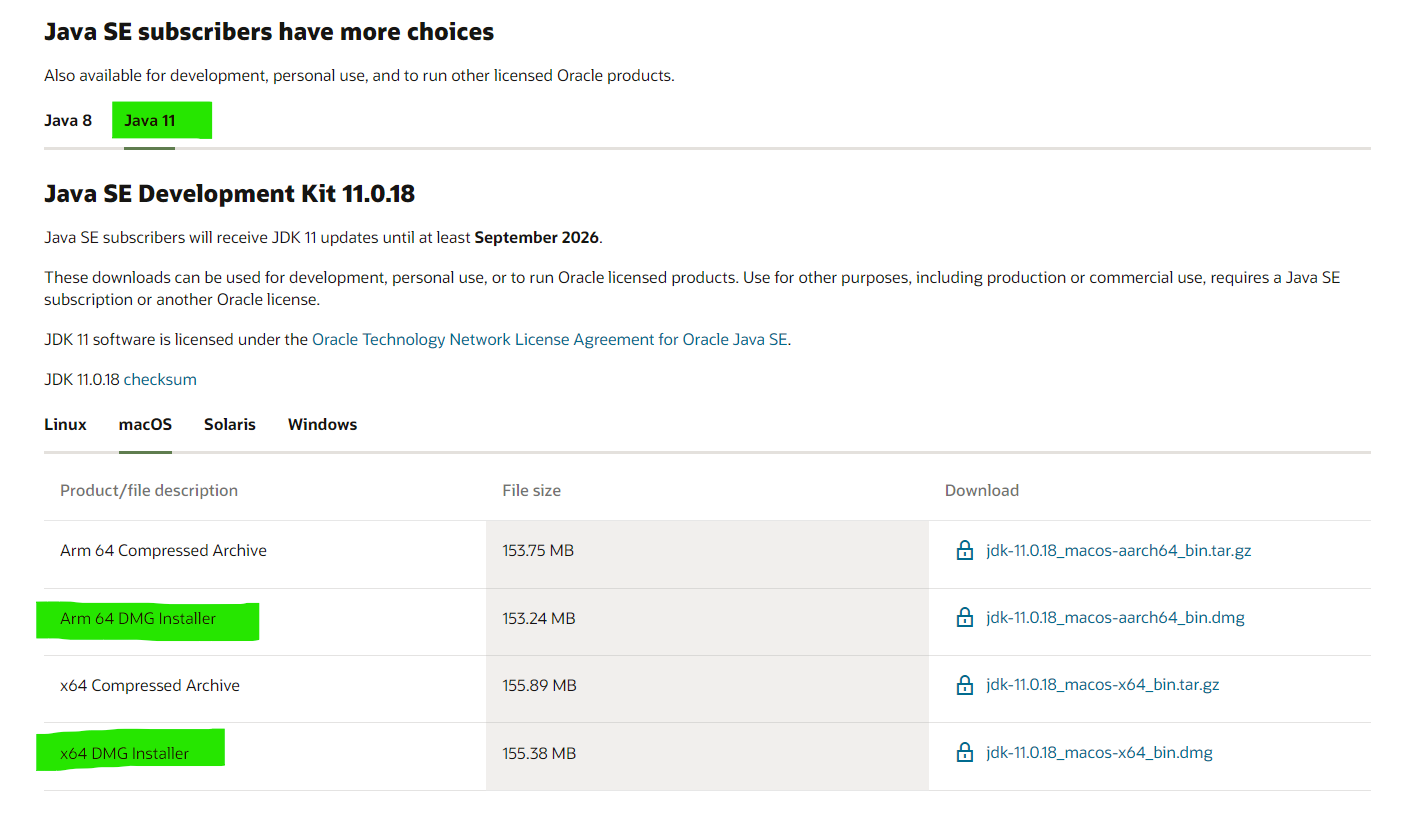 Java SE subscribers have more choices
Also available for development, personal use, and to run other licensed Oracle products.
Java 8 Java 11
Java SE Development Kit 11.0.18
Java SE subscribers will receive JDK 11 updates until at least September 2026.
These downloads can be used for development, personal use, or to run Oracle licensed products. Use for other purposes, including production or commercial use, requires a Java SE
subscription or another Oracle license.
JDK 11 software is licensed under the Oracle Technology Network License Agreement for Oracle Java SE.
JDK 11.0.18 checksum
Linux macOS Solaris Windows
Product/file description File size Download
Arm 64 Compressed Archive 153.75 MB jdk-11.0.18_macos-aarch64_bin.tar.gz
Arm 64 DMG Installer 153.24 MB jdk-11.0.18_macos-aarch64_bin.dmg
x64 Compressed Archive 155.89 MB jdk-11.0.18_macos-x64_bin.tar.gz
x64 DMG Installer 155.38 MB jdk-11.0.18_macos-x64_bin.dmg